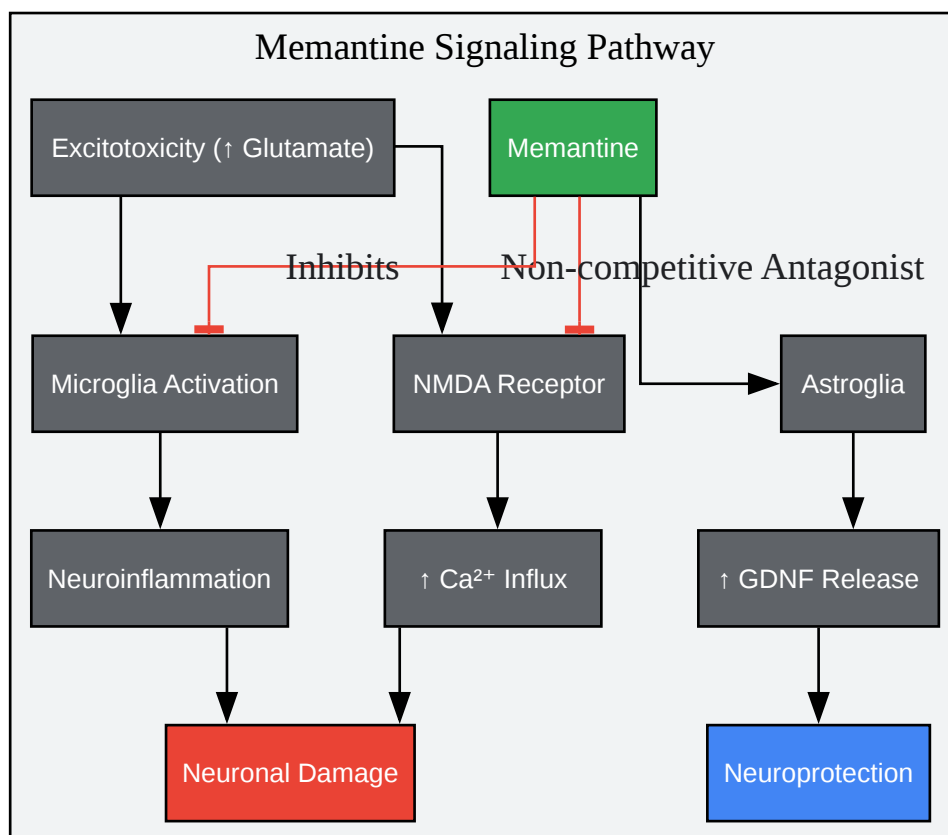 Memantine Signaling Pathway
Excitotoxicity (↑ Glutamate)
Memantine
Inhibits
Non-competitive Antagonist
Microglia Activation
NMDA Receptor
Astroglia
Neuroinflammation
↑ Ca²⁺ Influx
↑ GDNF Release
Neuronal Damage
Neuroprotection